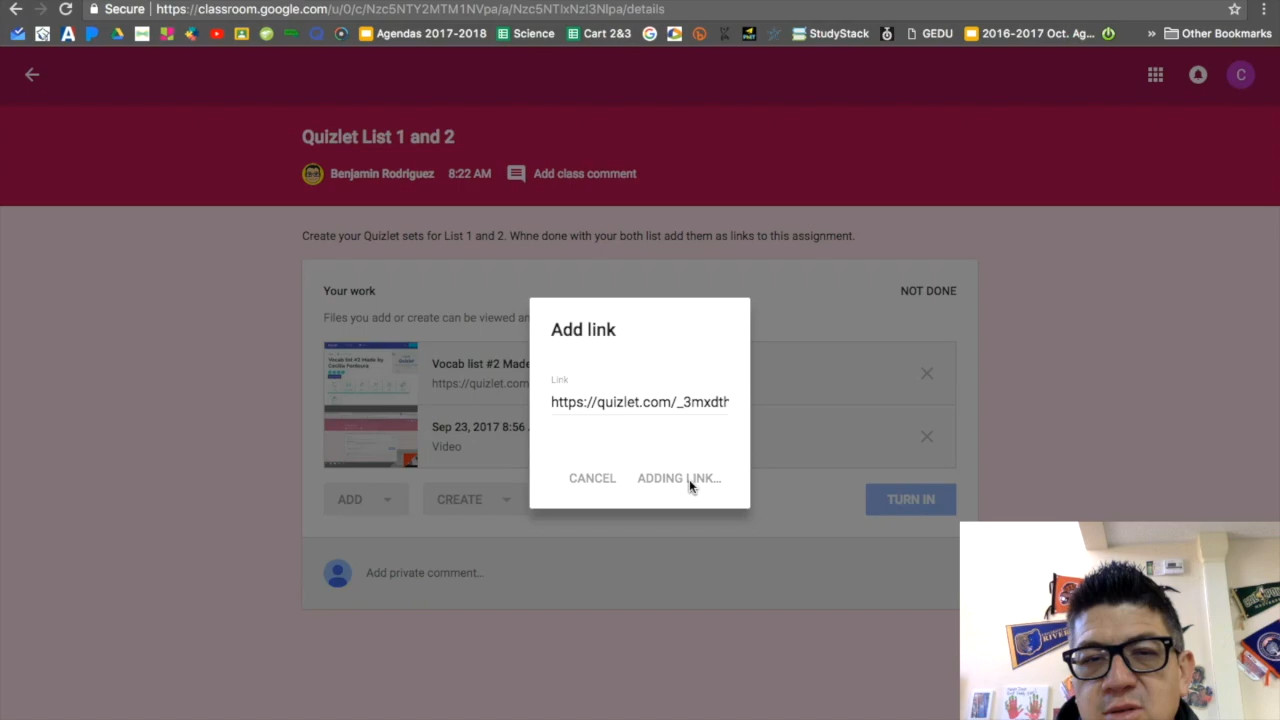 Secure https://classroom.google.com/u/0/c/Nzc5NTY2MTM1NVpa/a/Nzc5NTIxNzI3Nlpa/details
Agendas 2017-2018 Science Cart 2&3 StudyStack GEDU 2016-2017 Oct. Ag... » Other Bookmarks
C
Quizlet List 1 and 2
Benjamin Rodriguez 8:22 AM Add class comment
Create your Quizlet sets for List 1 and 2. Whne done with your both list add them as links to this assignment.
Your work NOT DONE
Files you add or create can be viewed an
Vocab list #2 Made by
Vocab list #2 Made
https://quizlet.com
Sep 23, 2017 8:56
Video
Add link
Link
https://quizlet.com/_3mxdth
CANCEL ADDING LINK...
ADD CREATE TURN IN
Add private comment...